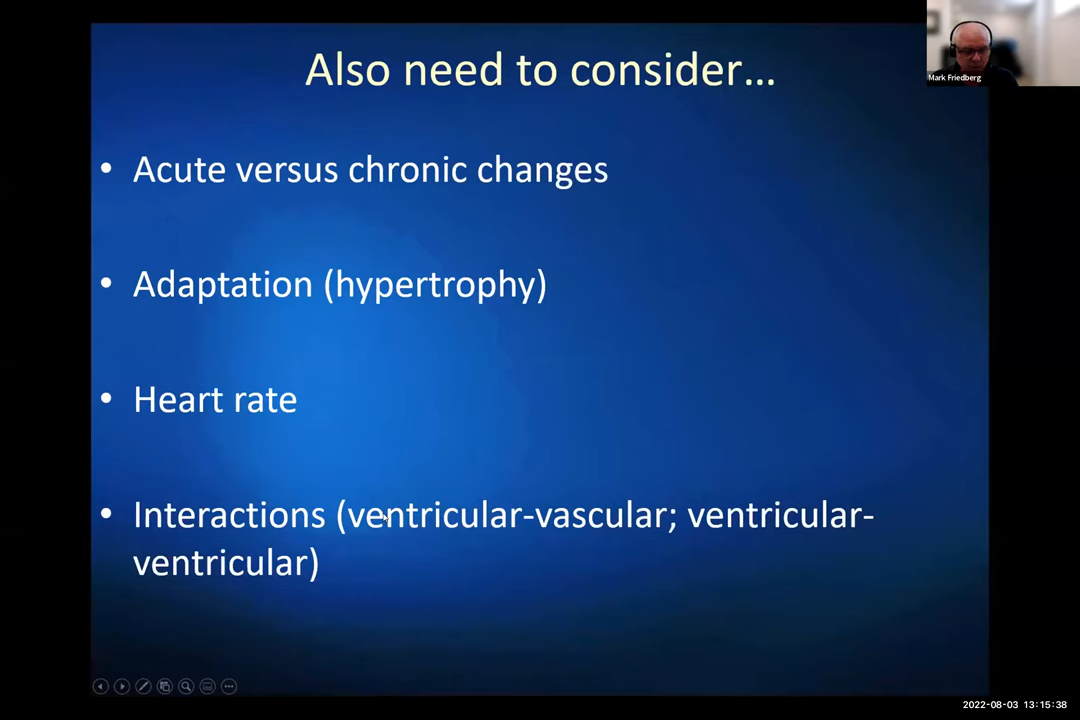 Also need to consider...
Mark Friedberg
• Acute versus chronic changes
• Adaptation (hypertrophy)
• Heart rate
• Interactions (ventricular-vascular; ventricular-
ventricular)
2022-08-03 13:15:38